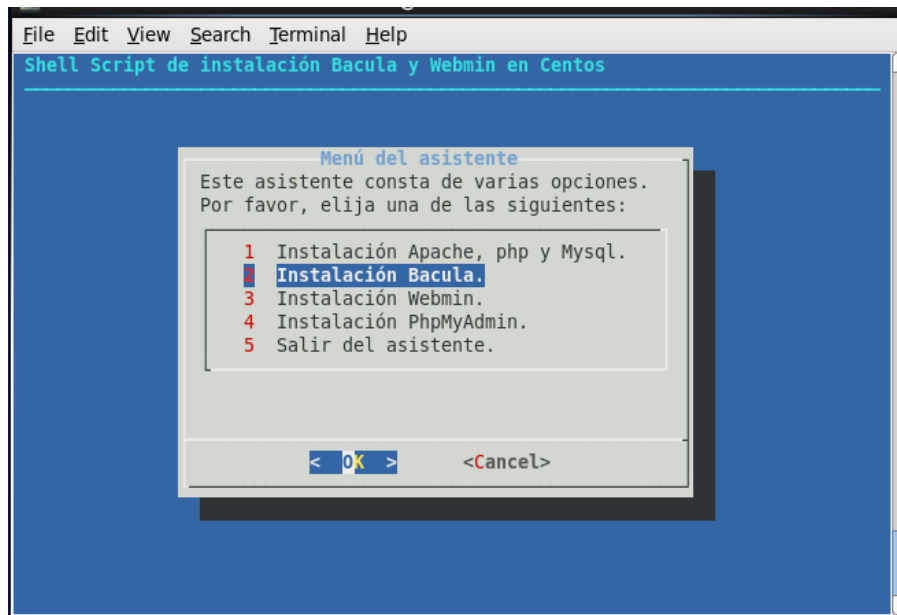 File Edit View Search Terminal Help
Shell Script de instalación Bacula y Webmin en Centos
Menú del asistente
Este asistente consta de varias opciones.
Por favor, elija una de las siguientes:
1 Instalación Apache, php y Mysql.
2 Instalación Bacula.
3 Instalación Webmin.
4 Instalación PhpMyAdmin.
5 Salir del asistente.
< OK > <Cancel>